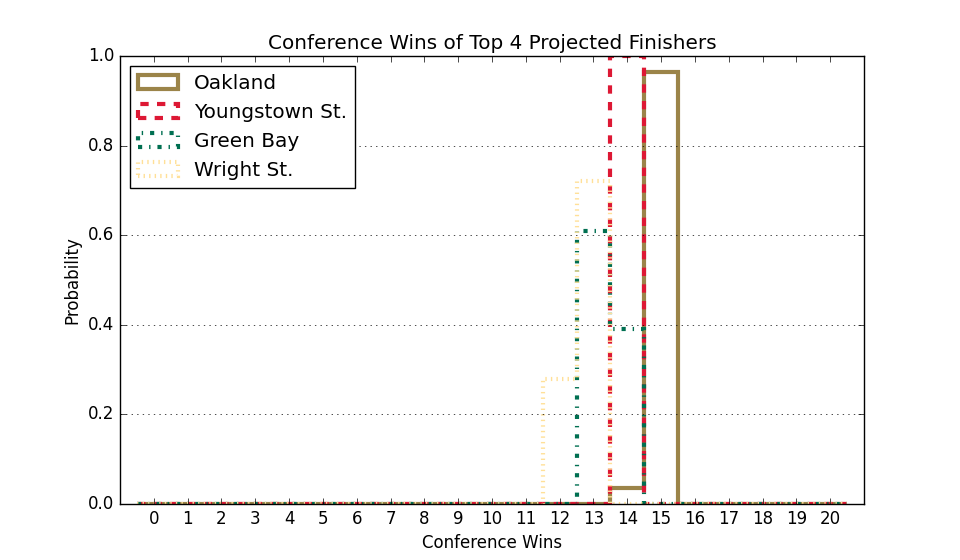 Conference Wins of Top 4 Projected Finishers
1.0
0.8
0.6
0.4
0.2
0.0
Probability
Oakland
Youngstown St.
Green Bay
Wright St.
0 1 2 3 4 5 6 7 8 9 10 11 12 13 14 15 16 17 18 19 20
Conference Wins